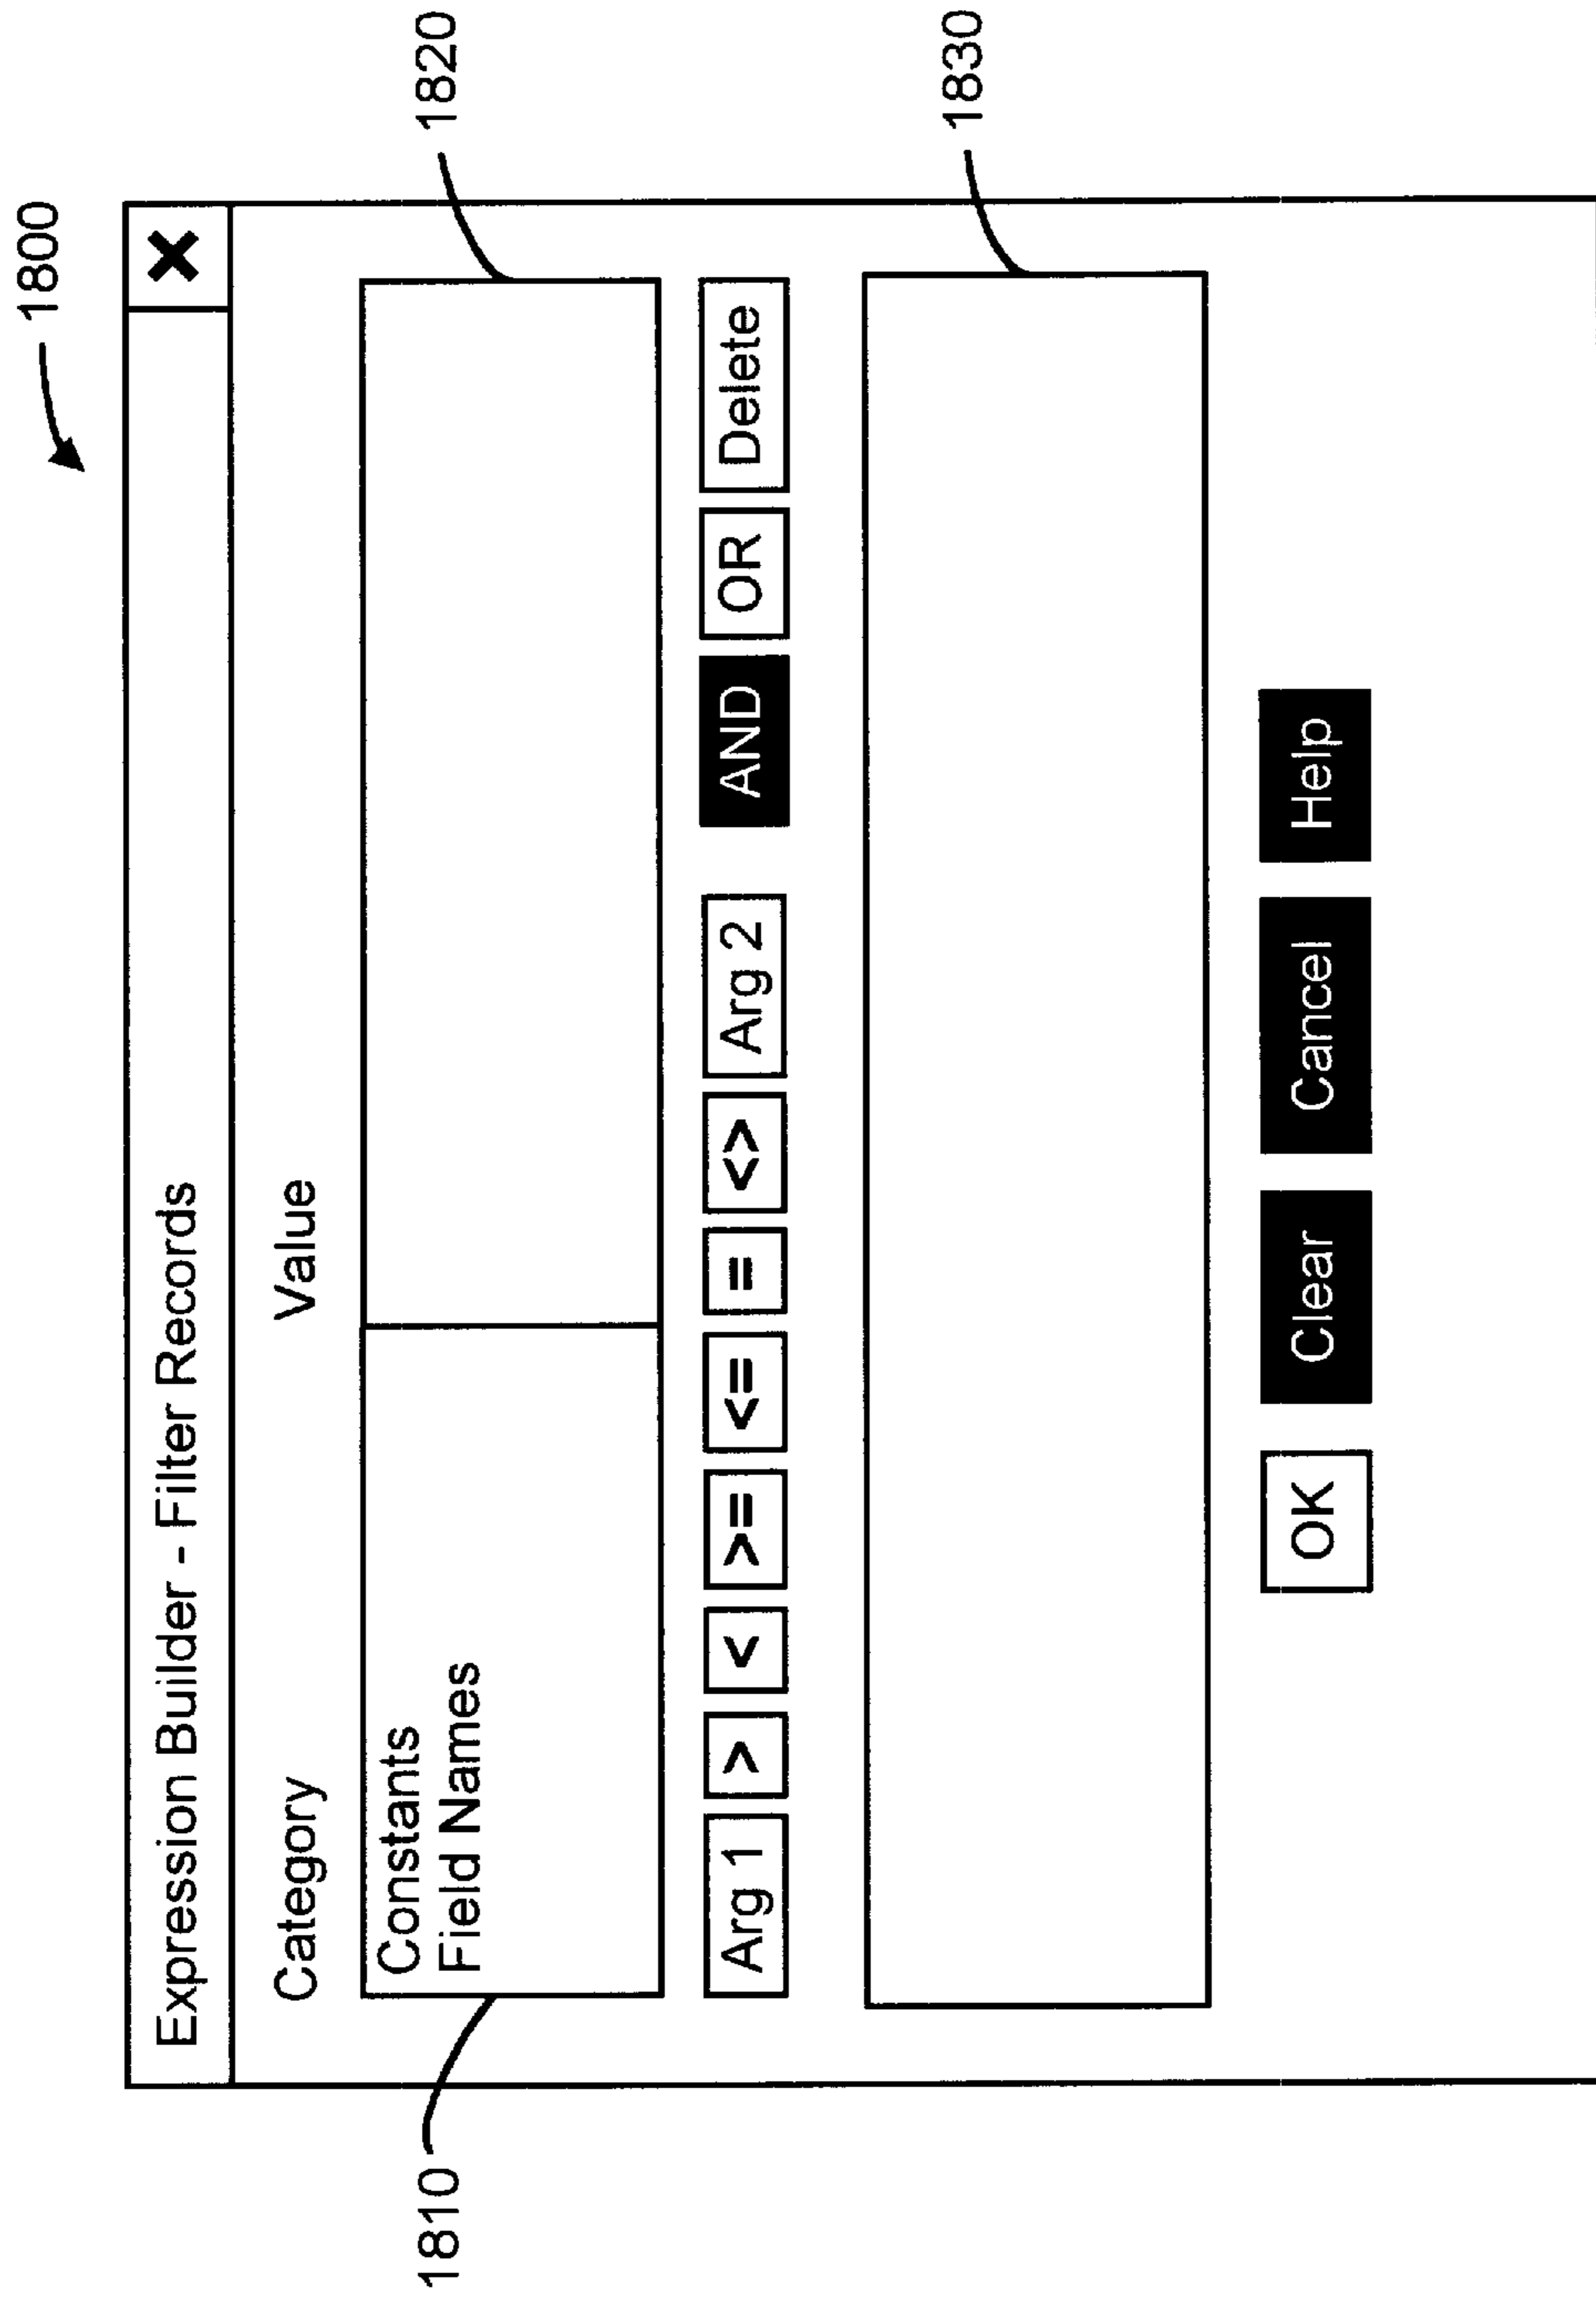 1800
Expression Builder - Filter Records
Category Value
Constants
Field Names
1810
1820
Arg 1 > < >= <= = <> Arg 2 AND OR Delete
1830
OK Clear Cancel Help